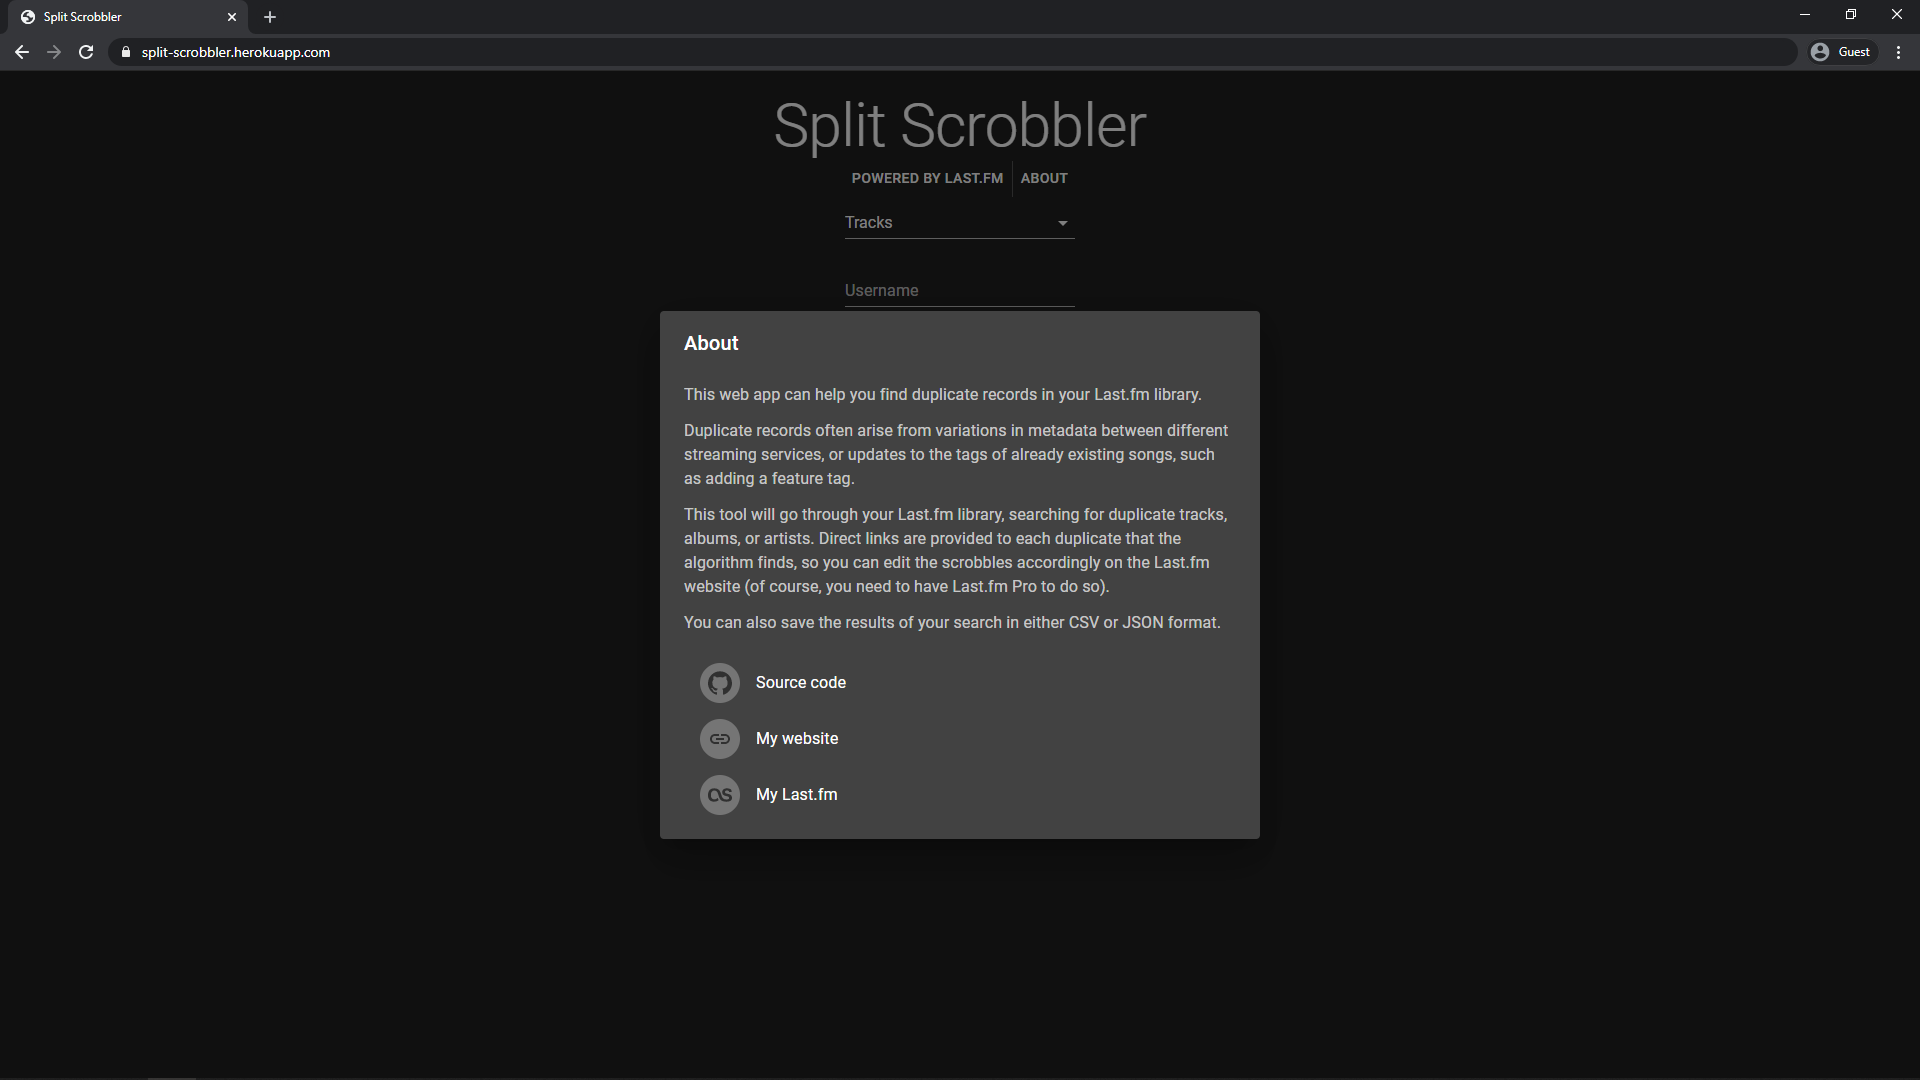 Split Scrobbler
split-scrobbler.herokuapp.com
Guest
Split Scrobbler
POWERED BY LAST.FM
ABOUT
Tracks
Username
About
This web app can help you find duplicate records in your Last.fm library.
Duplicate records often arise from variations in metadata between different
streaming services, or updates to the tags of already existing songs, such
as adding a feature tag.
This tool will go through your Last.fm library, searching for duplicate tracks,
albums, or artists. Direct links are provided to each duplicate that the
algorithm finds, so you can edit the scrobbles accordingly on the Last.fm
website (of course, you need to have Last.fm Pro to do so).
You can also save the results of your search in either CSV or JSON format.
Source code
My website
My Last.fm